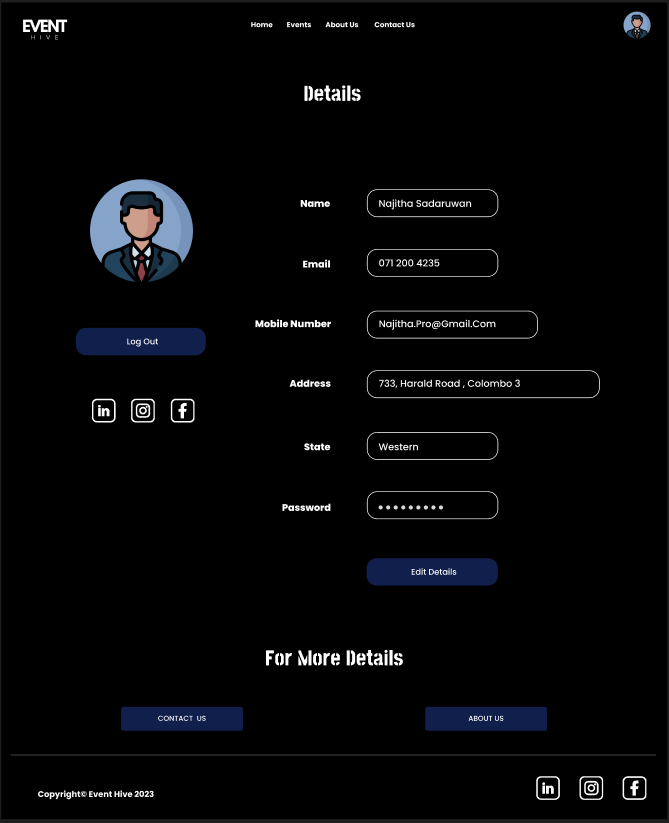 EVENT
HIVE
Home Events About Us Contact Us
Details
Name Najitha Sadaruwan
Email 071 200 4235
Mobile Number Najitha.Pro@Gmail.Com
Log Out
Address 733, Harald Road , Colombo 3
in f
State Western
Password
Edit Details
For More Details
CONTACT US ABOUT US
in f
Copyright© Event Hive 2023